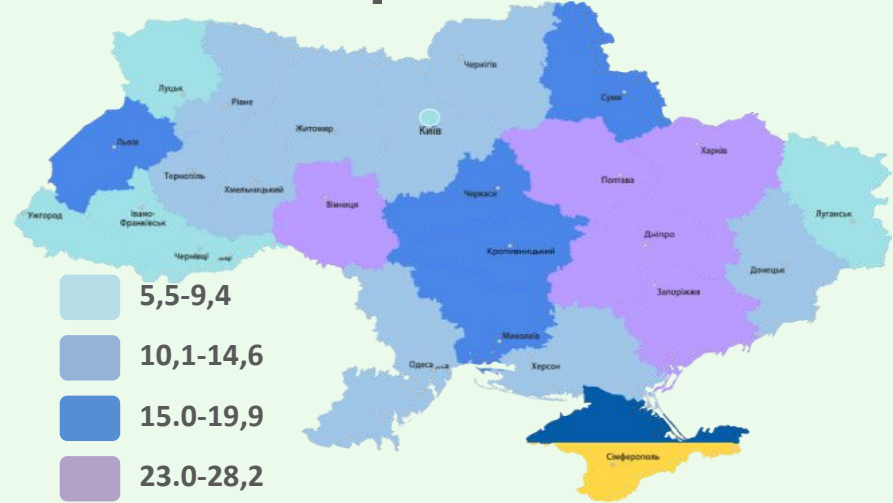 Чернігів
Луцьк
Рівне
Суми
Житомир
Київ
Львів
Харків
Тернопіль
Полтава
Хмельницький
Черкаси
Вінниця
Ужгород
Івано-
Франківськ
Луганськ
Дніпро
Кропивницький
Чернівці
Донецьк
Запоріжжя
5,5-9,4
10,1-14,6
Миколаїв
Одеса
Херсон
15.0-19,9
Сімферополь
23.0-28,2